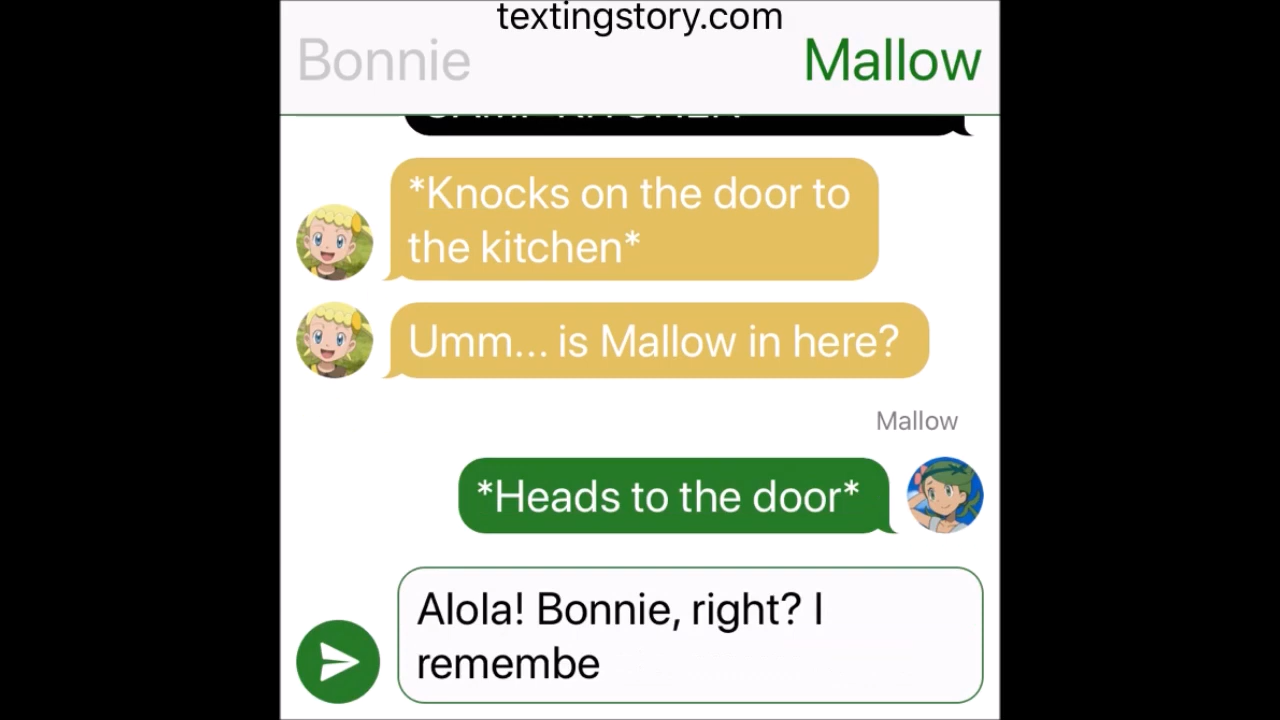 textingstory.com
Bonnie
Mallow
*Knocks on the door to
the kitchen*
Umm... is Mallow in here?
Mallow
*Heads to the door*
Alola! Bonnie, right? I
remembe